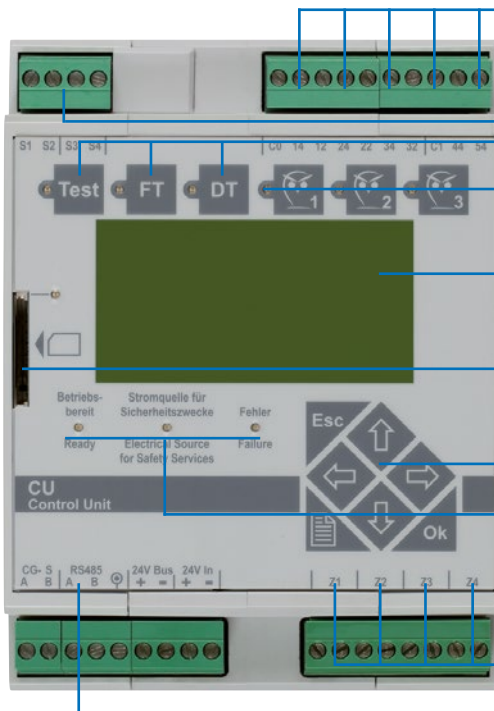 S1 S2 S3 S4 C0 14 12 24 22 34 32 C1 44 54
Test FT DT 1 2 3
Betriebs-
bereit
Ready
Stromquelle für
Sicherheitszwecke
Electrical Source
for Safety Services
Fehler
Failure
Esc
Ok
CU
Control Unit
CG- S RS485 24V Bus 24V In
A B A B + = + =
Z1 Z2 Z3 Z4